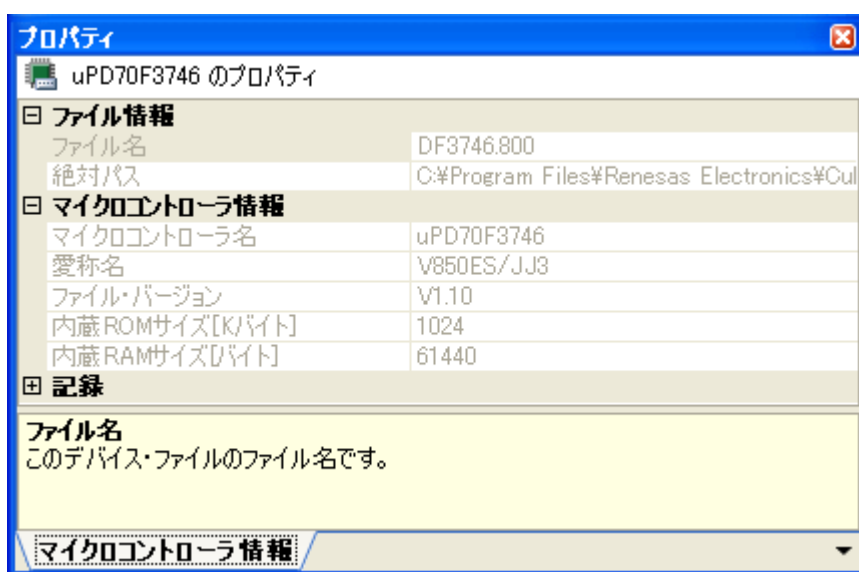 プロパティ
uPD70F3746 のプロパティ
ファイル情報
ファイル名 DF3746.800
絶対パス C:¥Program Files¥Renesas Electronics¥Cul
マイクロコントローラ情報
マイクロコントローラ名 uPD70F3746
愛称名 V850ES/JJ3
ファイル・バージョン V1.10
内蔵ROMサイズ[Kバイト] 1024
内蔵RAMサイズ[バイト] 61440
記録
ファイル名
このデバイス・ファイルのファイル名です。
マイクロコントローラ情報